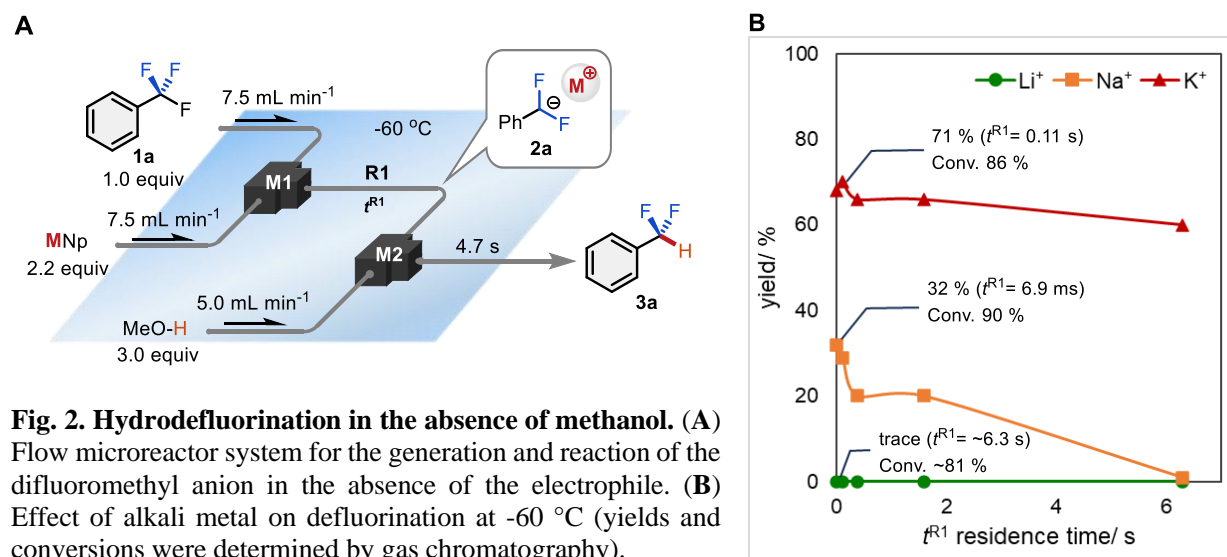 A
F
F
F
7.5 mL min⁻¹
-60 °C
1a
1.0 equiv
M⊕
F
⊖
Ph
F
2a
M1
R1
tᴿ¹
7.5 mL min⁻¹
MNp
2.2 equiv
M2
4.7 s
F
F
H
3a
5.0 mL min⁻¹
MeO-H
3.0 equiv
Fig. 2. Hydrodefluorination in the absence of methanol. (A)
Flow microreactor system for the generation and reaction of the
difluoromethyl anion in the absence of the electrophile. (B)
Effect of alkali metal on defluorination at -60 °C (yields and
conversions were determined by gas chromatography).
B
100
80
60
40
20
0
yield/ %
Li⁺ Na⁺ K⁺
71 % (tᴿ¹= 0.11 s)
Conv. 86 %
32 % (tᴿ¹= 6.9 ms)
Conv. 90 %
trace (tᴿ¹= ~6.3 s)
Conv. ~81 %
0 2 4 6
tᴿ¹ residence time/ s